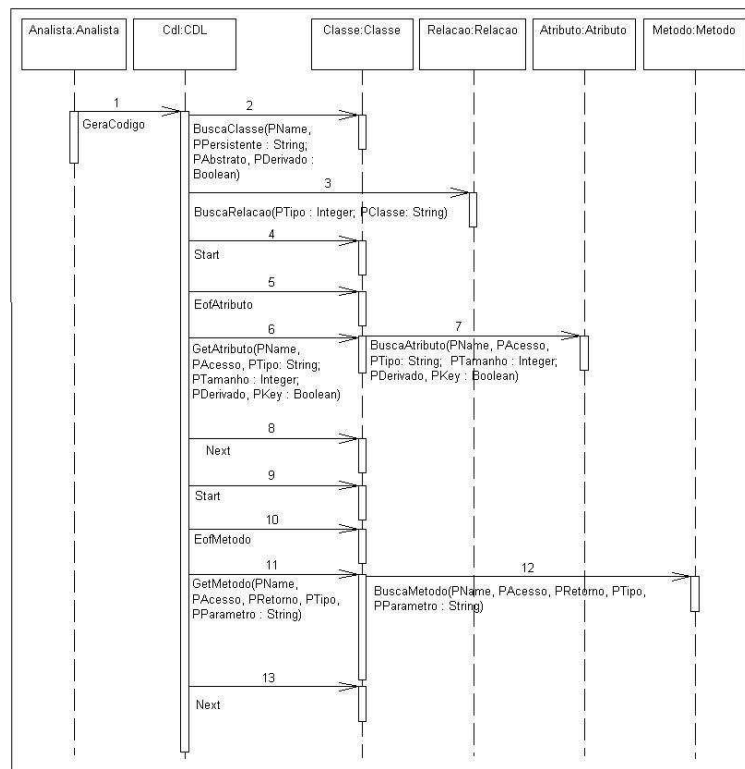 Analista:Analista
Cdl:CDL
Classe:Classe
Relacao:Relacao
Atributo:Atributo
Metodo:Metodo
1
GeraCodigo
2
BuscaClasse(PName,
PPersistente : String;
PAbstrato, PDerivado :
Boolean)
3
BuscaRelacao(PTipo : Integer; PClasse: String)
4
Start
5
EofAtributo
6
GetAtributo(PName,
PAcesso, PTipo: String;
PTamanho : Integer;
PDerivado, PKey : Boolean)
7
BuscaAtributo(PName, PAcesso,
PTipo: String; PTamanho : Integer;
PDerivado, PKey : Boolean)
8
Next
9
Start
10
EofMetodo
11
GetMetodo(PName,
PAcesso, PRetorno, PTipo,
PParametro : String)
12
BuscaMetodo(PName, PAcesso, PRetorno, PTipo,
PParametro : String)
13
Next